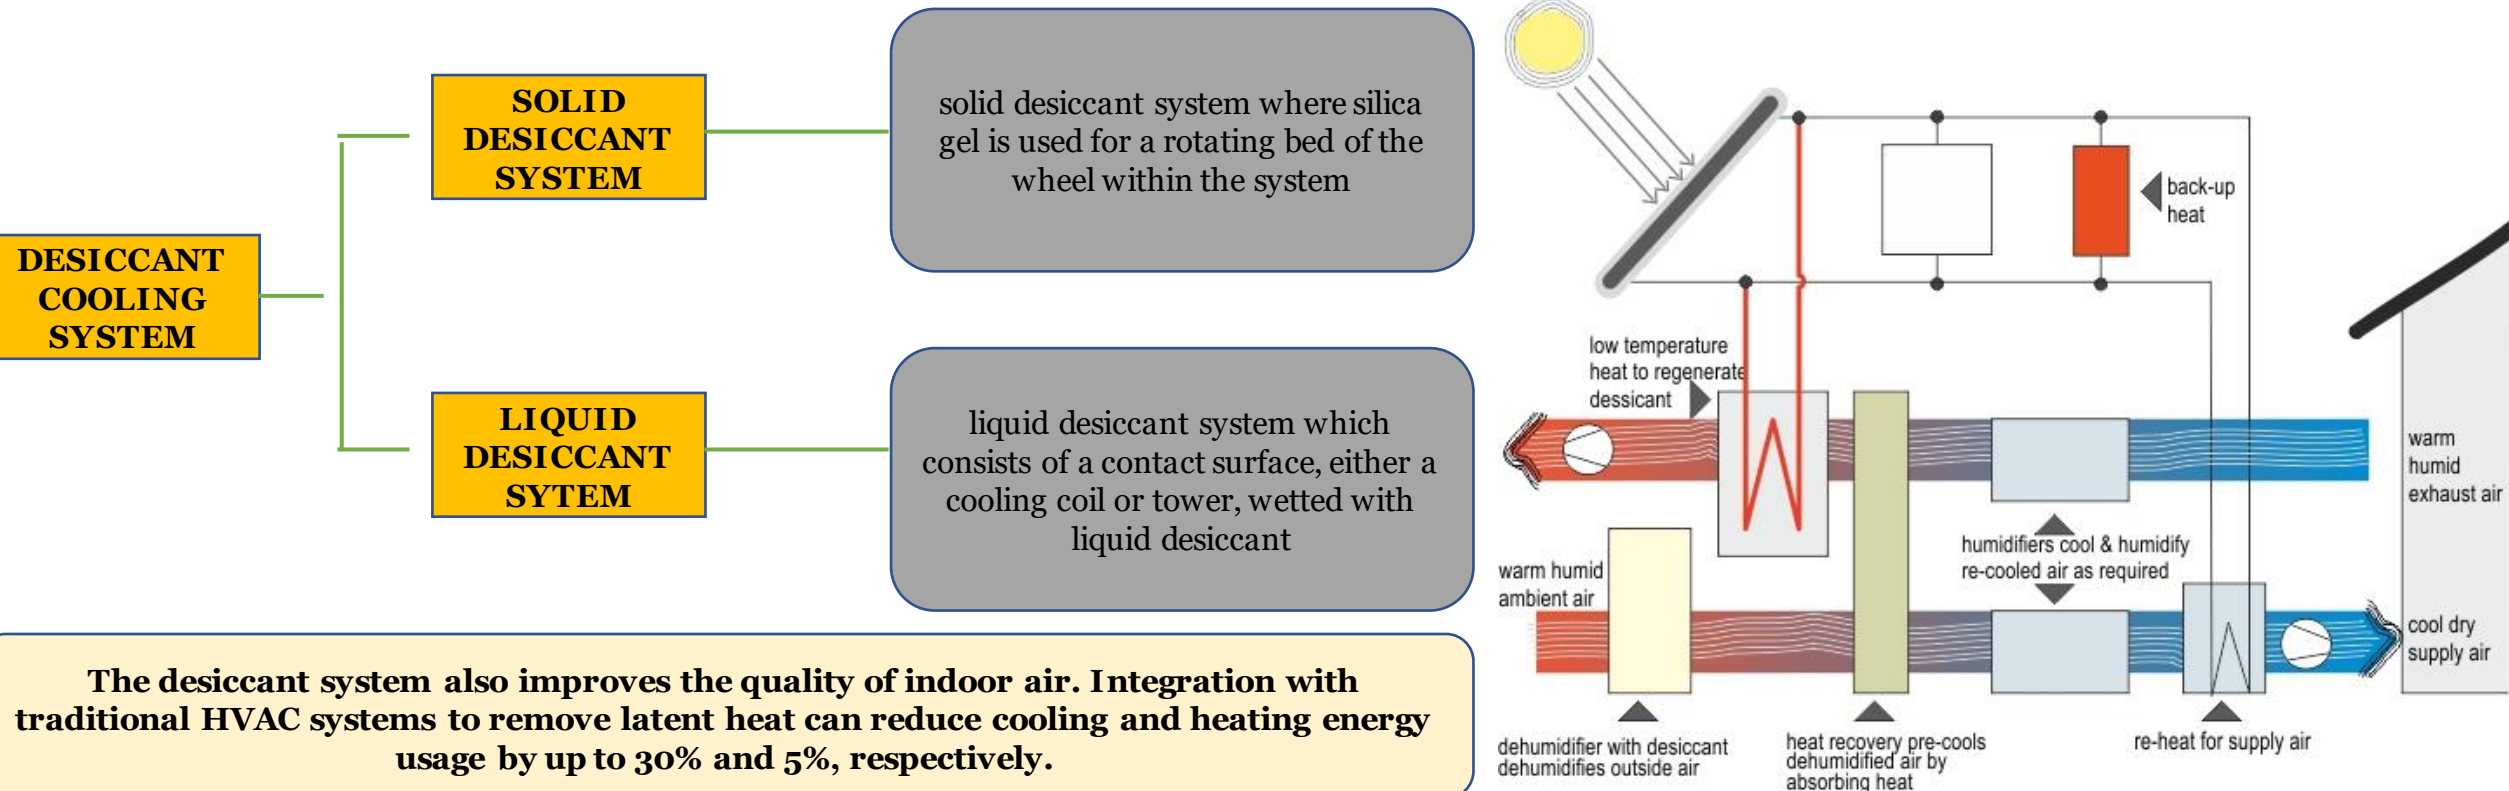 DESICCANT
COOLING
SYSTEM
SOLID
DESICCANT
SYSTEM
solid desiccant system where silica
gel is used for a rotating bed of the
wheel within the system
LIQUID
DESICCANT
SYTEM
liquid desiccant system which
consists of a contact surface, either a
cooling coil or tower, wetted with
liquid desiccant
The desiccant system also improves the quality of indoor air. Integration with
traditional HVAC systems to remove latent heat can reduce cooling and heating energy
usage by up to 30% and 5%, respectively.
back-up
heat
low temperature
heat to regenerate
dessicant
warm
humid
exhaust air
humidifiers cool & humidify
re-cooled air as required
warm humid
ambient air
cool dry
supply air
dehumidifier with desiccant
dehumidifies outside air
heat recovery pre-cools
dehumidified air by
absorbing heat
re-heat for supply air